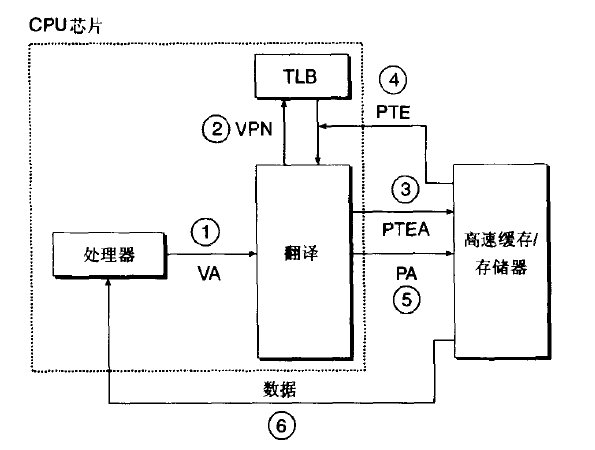 CPU芯片
TLB
④
PTE
② VPN
③
PTEA
①
处理器
VA
翻译
高速缓存/
存储器
PA
⑤
数据
⑥